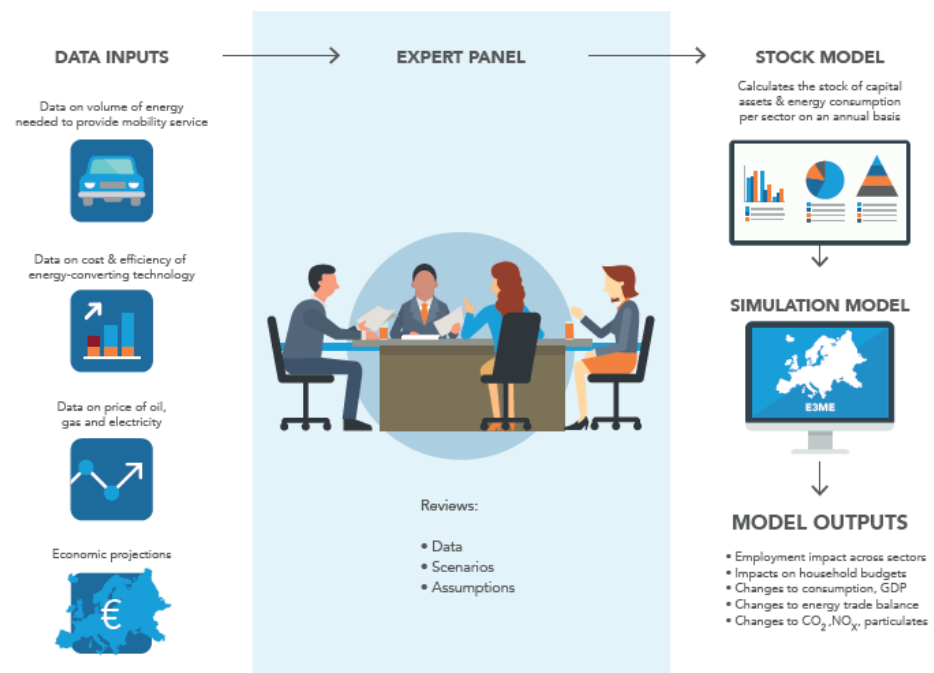 DATA INPUTS
Data on volume of energy
needed to provide mobility service
Data on cost & efficiency of
energy-converting technology
Data on price of oil,
gas and electricity
Economic projections
€
EXPERT PANEL
Reviews:
• Data
• Scenarios
• Assumptions
STOCK MODEL
Calculates the stock of capital
assets & energy consumption
per sector on an annual basis
SIMULATION MODEL
E3ME
MODEL OUTPUTS
• Employment impact across sectors
• Impacts on household budgets
• Changes to consumption, GDP
• Changes to energy trade balance
• Changes to CO₂,NOₓ, particulates